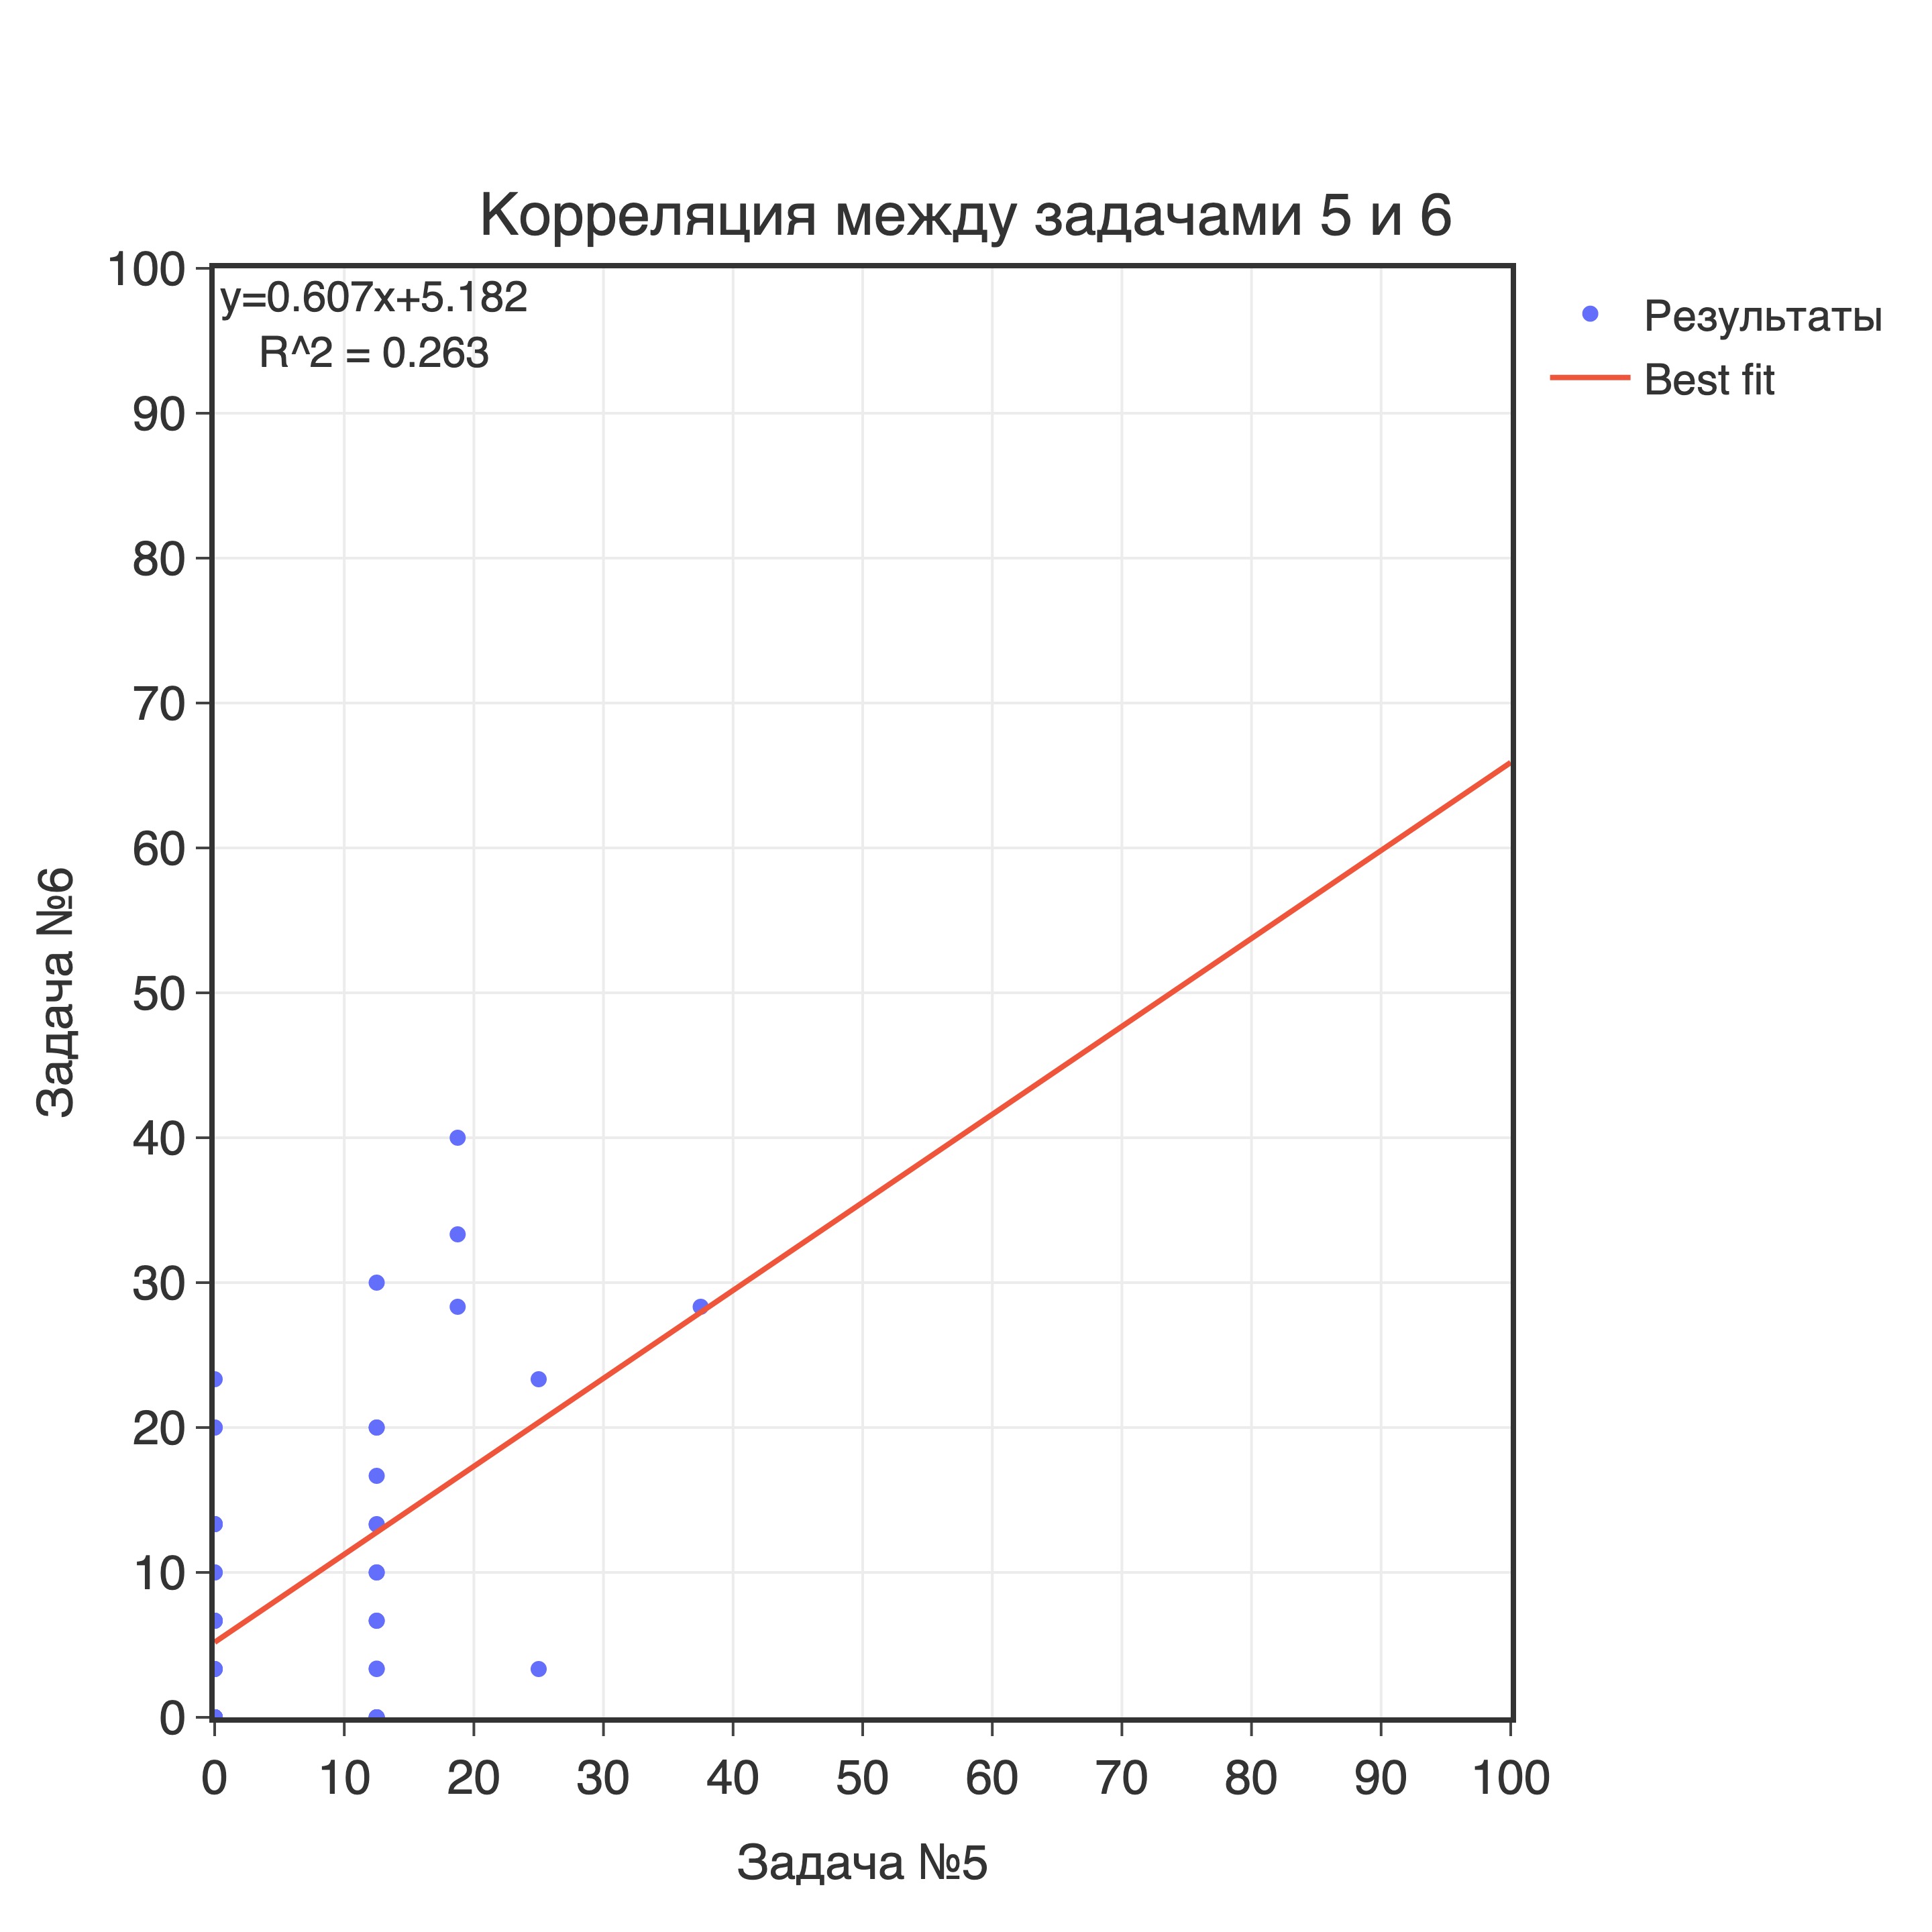 Корреляция между задачами 5 и 6
y=0.607x+5.182
R^2 = 0.263
Результаты
Best fit
100
90
80
70
60
50
40
30
20
10
0
Задача №6
0 10 20 30 40 50 60 70 80 90 100
Задача №5